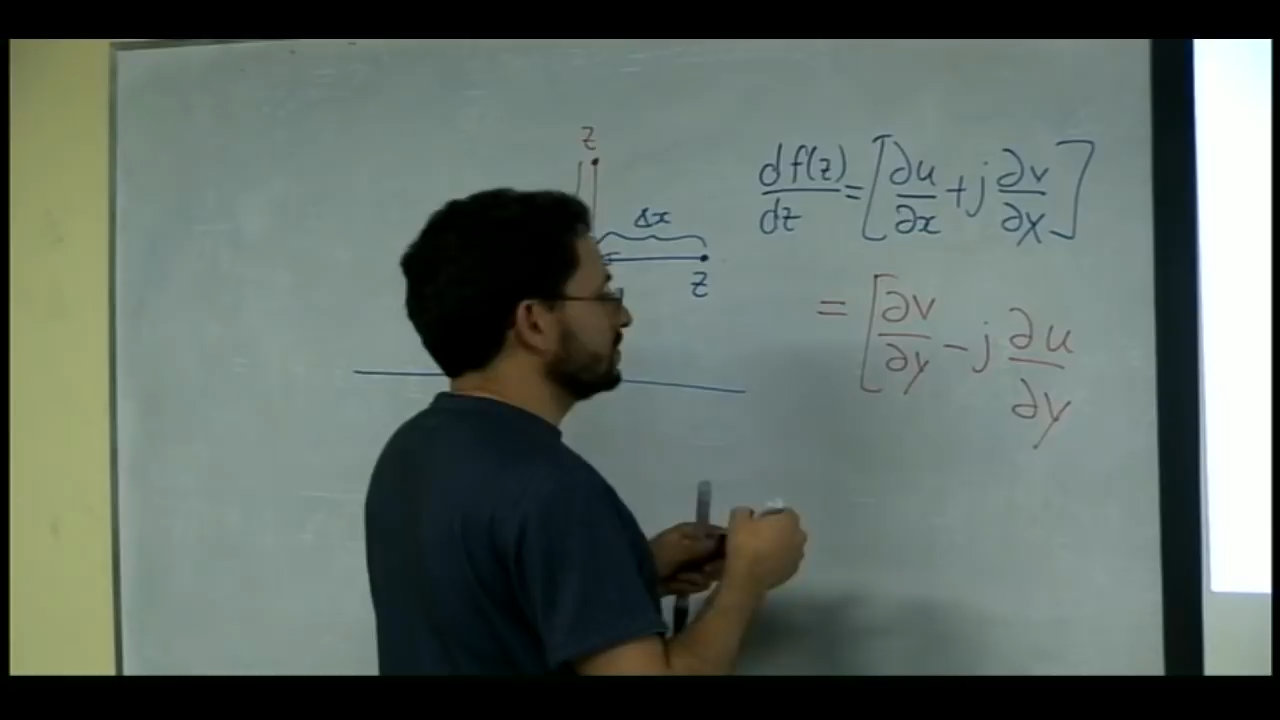 z
Δx
z
df(z)/dz = [∂u/∂x + j ∂v/∂x]
= [∂v/∂y - j ∂u/∂y